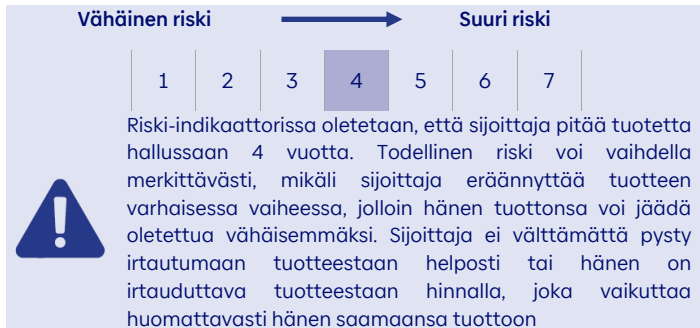 Vähäinen riski Suuri riski
1 2 3 4 5 6 7
Riski-indikaattorissa oletetaan, että sijoittaja pitää tuotetta
hallussaan 4 vuotta. Todellinen riski voi vaihdella
merkittävästi, mikäli sijoittaja eräännyttää tuotteen
varhaisessa vaiheessa, jolloin hänen tuottonsa voi jäädä
oletettua vähäisemmäksi. Sijoittaja ei välttämättä pysty
irtautumaan tuotteestaan helposti tai hänen on
irtauduttava tuotteestaan hinnalla, joka vaikuttaa
huomattavasti hänen saamaansa tuottoon